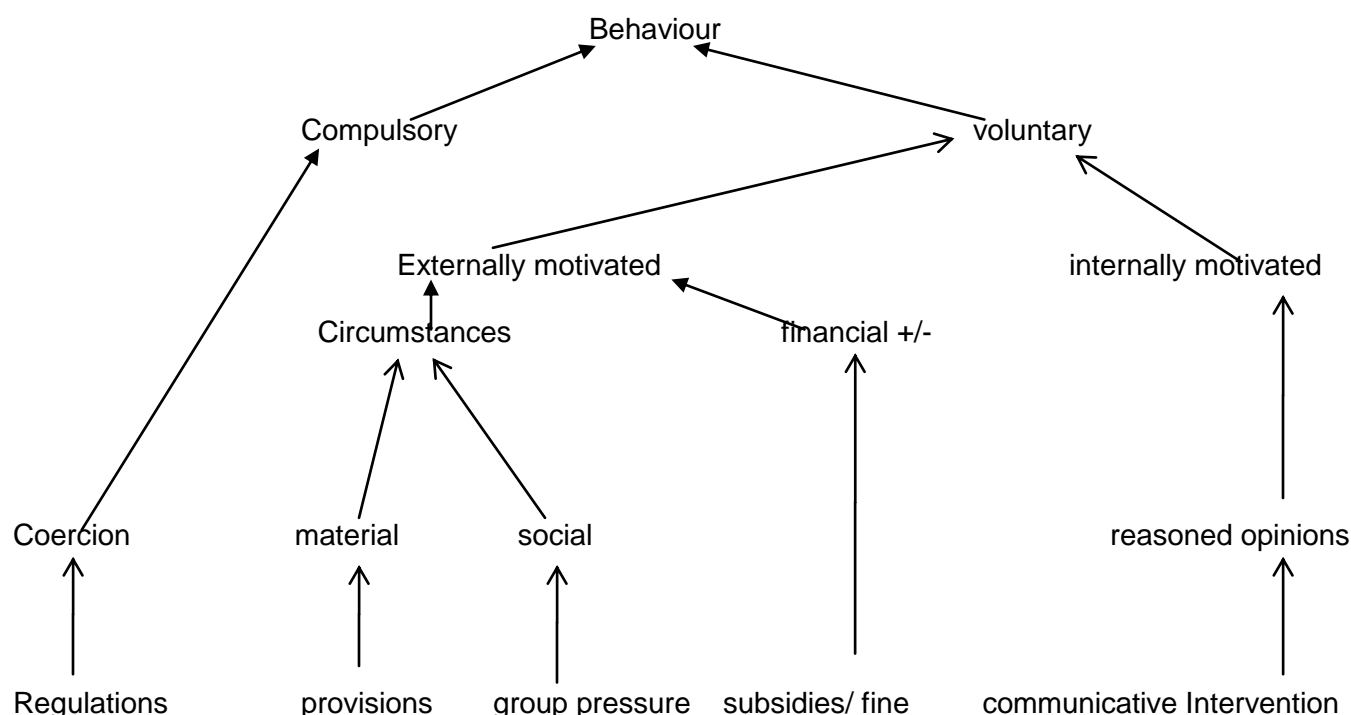 Behaviour
Compulsory voluntary
Externally motivated internally motivated
Circumstances financial +/-
Coercion material social reasoned opinions
Regulations provisions group pressure subsidies/ fine communicative Intervention